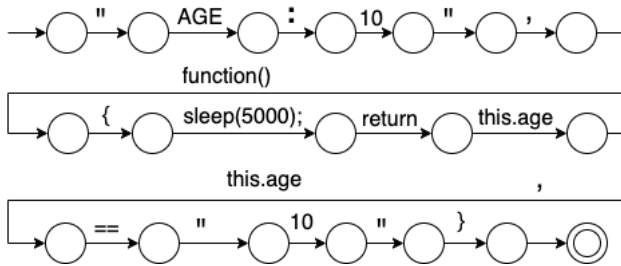 " AGE : 10 " ,
function()
{ sleep(5000); return this.age
this.age ,
== " 10 " }